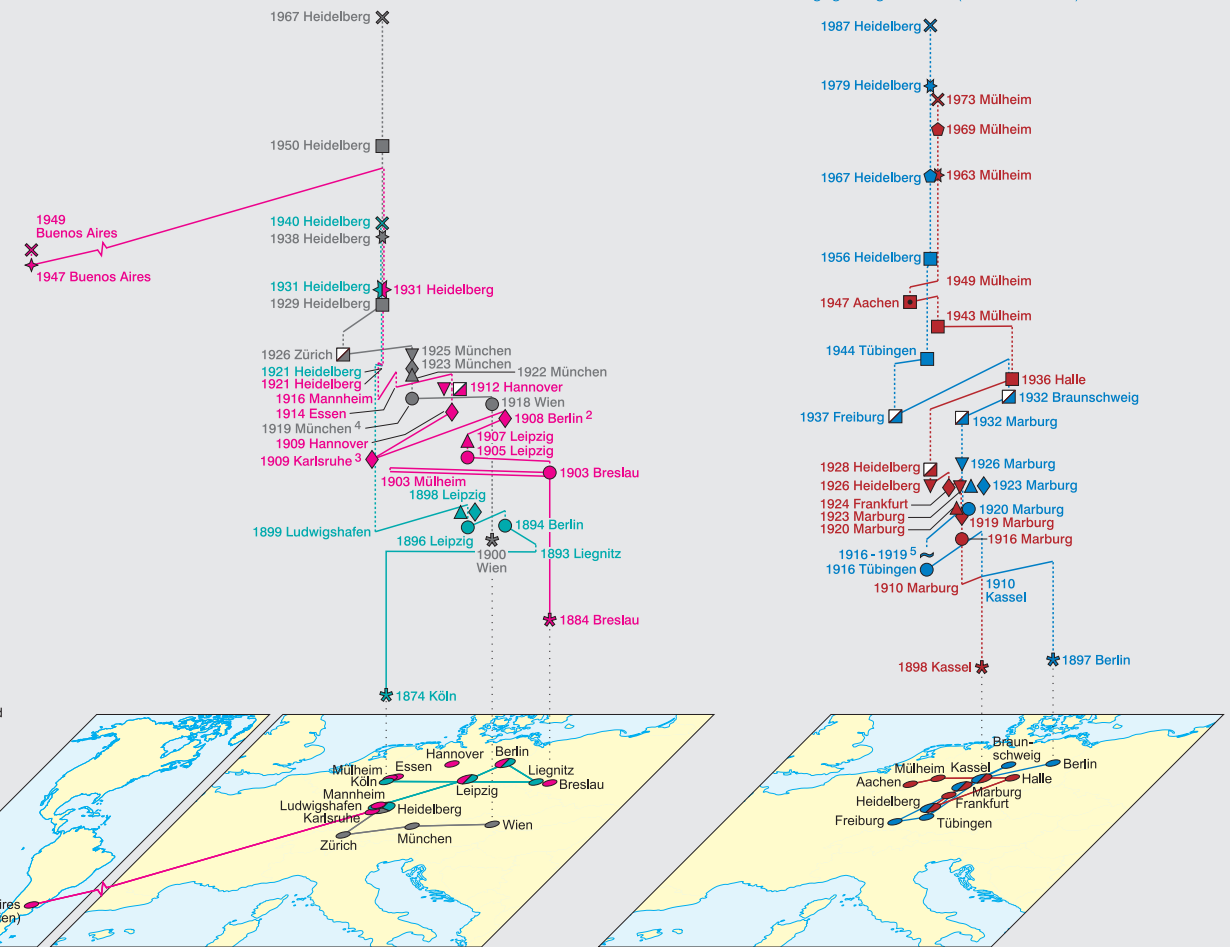 1967 Heidelberg
1950 Heidelberg
1949
Buenos Aires
1947 Buenos Aires
1940 Heidelberg
1938 Heidelberg
1931 Heidelberg
1931 Heidelberg
1929 Heidelberg
1926 Zürich
1925 München
1923 München
1922 München
1921 Heidelberg
1921 Heidelberg
1916 Mannheim
1912 Hannover
1914 Essen
1918 Wien
1919 München 4
1908 Berlin 2
1909 Hannover
1907 Leipzig
1905 Leipzig
1909 Karlsruhe 3
1903 Breslau
1903 Mülheim
1898 Leipzig
1899 Ludwigshafen
1894 Berlin
1896 Leipzig
1900
Wien
1893 Liegnitz
1884 Breslau
1874 Köln
1987 Heidelberg
1979 Heidelberg
1973 Mülheim
1969 Mülheim
1967 Heidelberg
1963 Mülheim
1956 Heidelberg
1949 Mülheim
1947 Aachen
1943 Mülheim
1944 Tübingen
1936 Halle
1932 Braunschweig
1937 Freiburg
1932 Marburg
1928 Heidelberg
1926 Marburg
1926 Heidelberg
1923 Marburg
1924 Frankfurt
1923 Marburg
1920 Marburg
1920 Marburg
1919 Marburg
1916 Marburg
1916 - 1919 5
1916 Tübingen
1910 Marburg
1910
Kassel
1898 Kassel
1897 Berlin
Hannover
Berlin
Essen
Mülheim
Köln
Liegnitz
Breslau
Leipzig
Mannheim
Ludwigshafen
Heidelberg
Karlsruhe
Wien
München
Zürich
Braun-
schweig
Berlin
Mülheim
Kassel
Halle
Aachen
Marburg
Heidelberg
Frankfurt
Freiburg
Tübingen